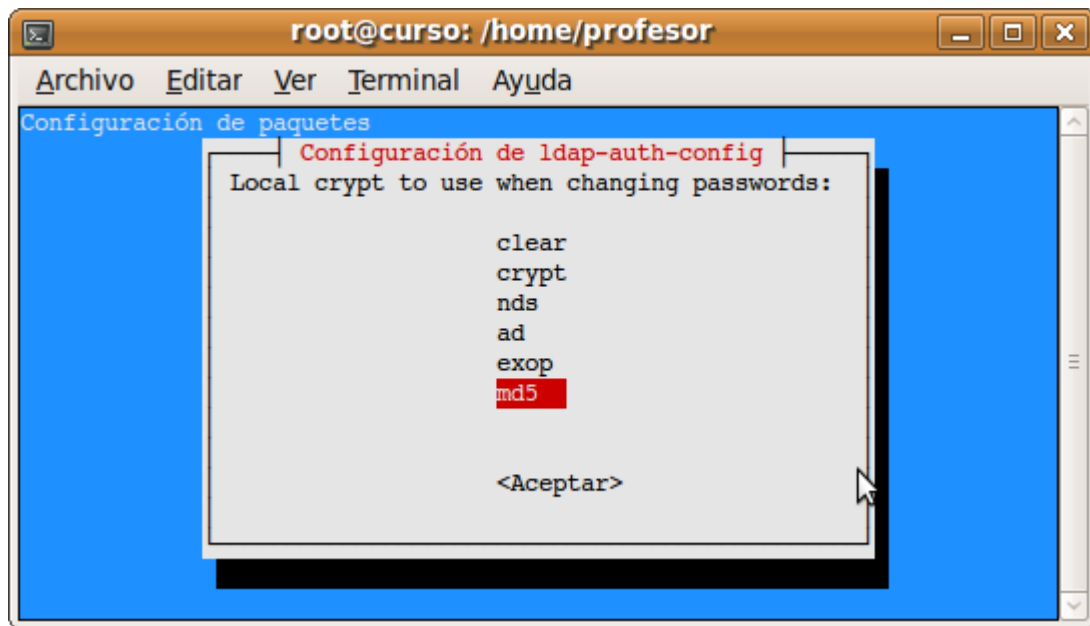 root@curso: /home/profesor
Archivo Editar Ver Terminal Ayuda
Configuración de paquetes
Configuración de ldap-auth-config
Local crypt to use when changing passwords:
clear
crypt
nds
ad
exop
md5
<Aceptar>